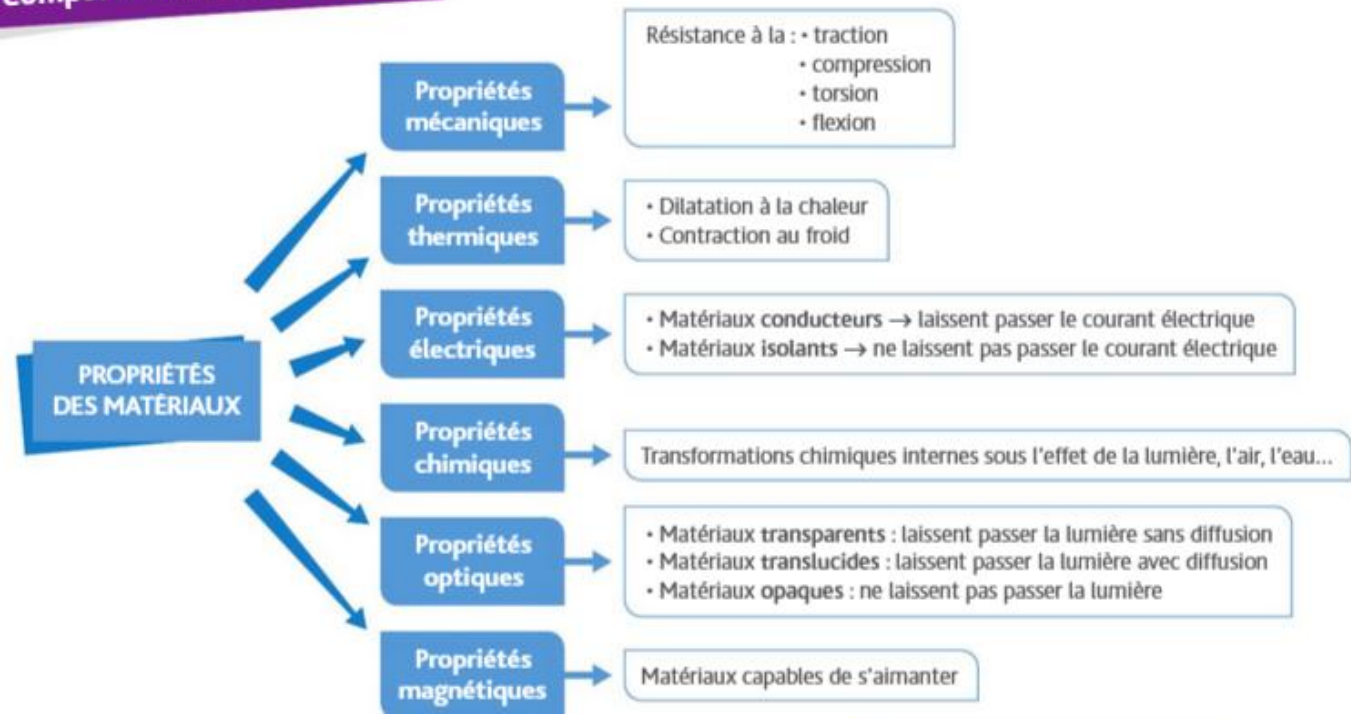 Résistance à la : • traction
• compression
• torsion
• flexion
Propriétés
mécaniques
Propriétés
thermiques
• Dilatation à la chaleur
• Contraction au froid
Propriétés
électriques
• Matériaux conducteurs → laissent passer le courant électrique
• Matériaux isolants → ne laissent pas passer le courant électrique
PROPRIÉTÉS
DES MATÉRIAUX
Propriétés
chimiques
Transformations chimiques internes sous l'effet de la lumière, l'air, l'eau...
Propriétés
optiques
• Matériaux transparents : laissent passer la lumière sans diffusion
• Matériaux translucides : laissent passer la lumière avec diffusion
• Matériaux opaques : ne laissent pas passer la lumière
Propriétés
magnétiques
Matériaux capables de s'aimanter